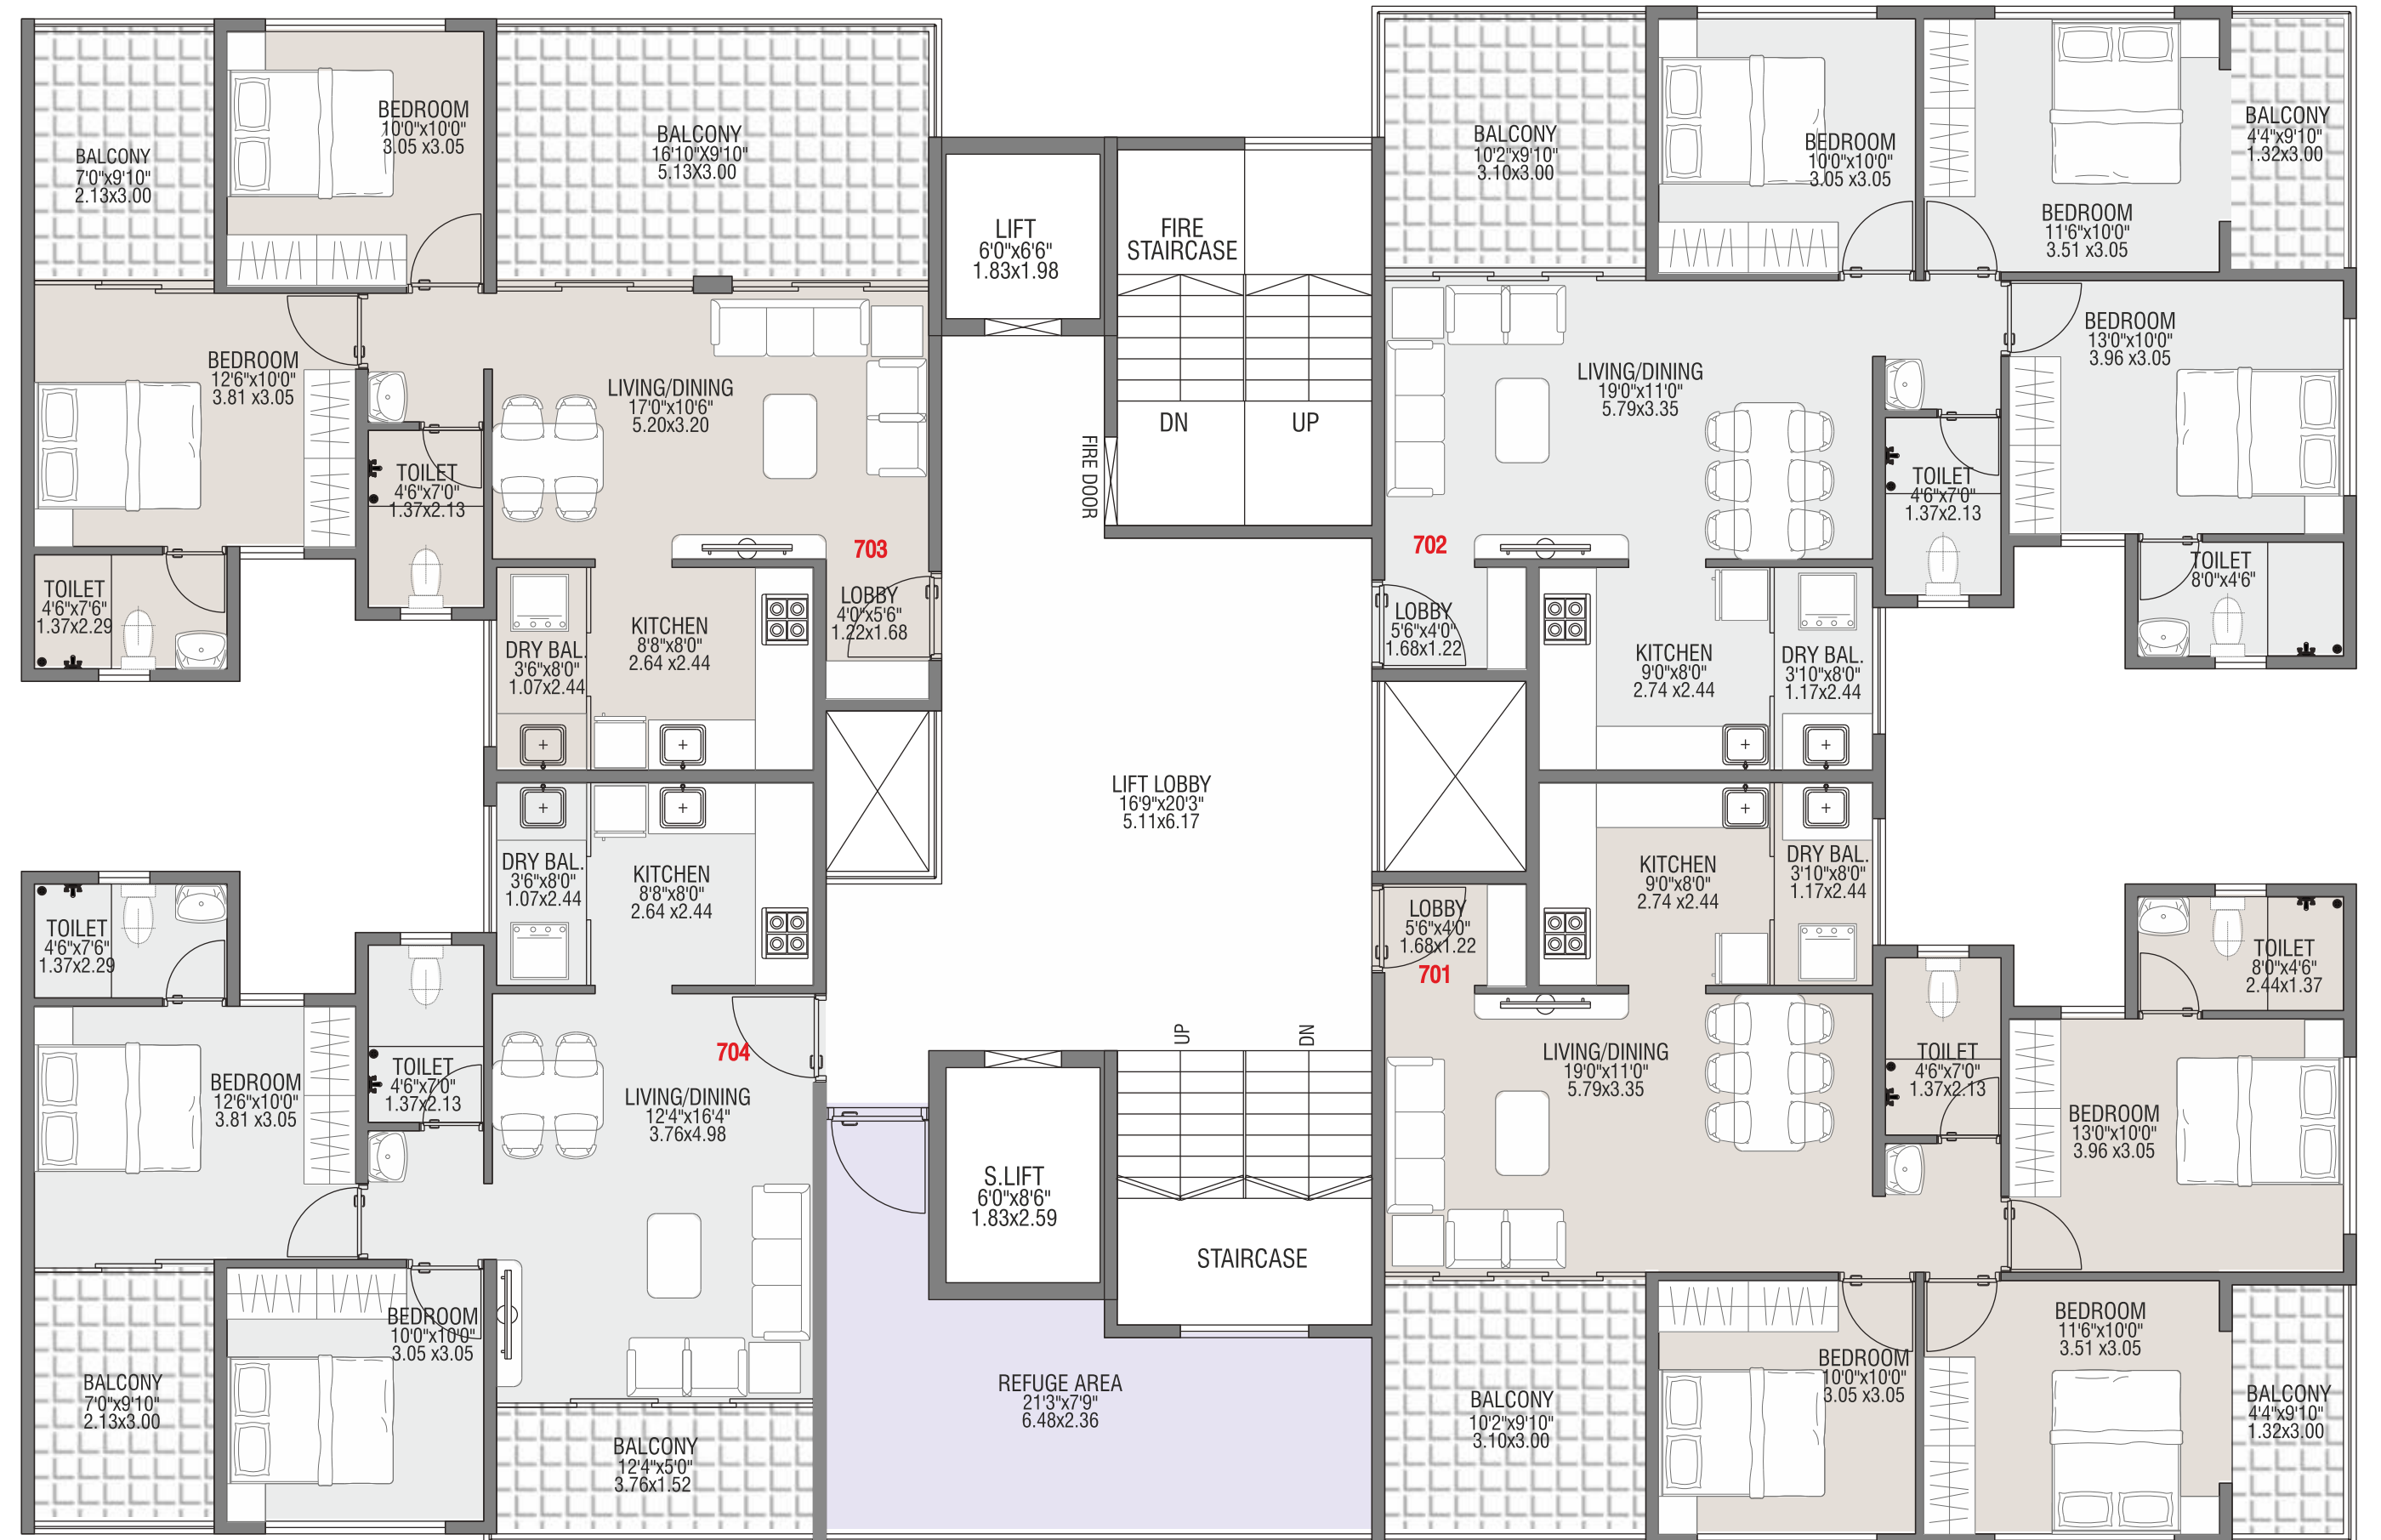 BALCONY
7'0"x9'10"
2.13x3.00
BEDROOM
10'0"x10'0"
3.05 x3.05
BALCONY
16'10"X9'10"
5.13X3.00
LIFT
6'0"x6'6"
1.83x1.98
FIRE
STAIRCASE
DN
UP
FIRE DOOR
BALCONY
10'2"x9'10"
3.10x3.00
BEDROOM
10'0"x10'0"
3.05 x3.05
BEDROOM
11'6"x10'0"
3.51 x3.05
BALCONY
4'4"x9'10"
1.32x3.00
BEDROOM
12'6"x10'0"
3.81 x3.05
LIVING/DINING
17'0"x10'6"
5.20x3.20
TOILET
4'6"x7'0"
1.37x2.13
703
TOILET
4'6"x7'6"
1.37x2.29
DRY BAL.
3'6"x8'0"
1.07x2.44
KITCHEN
8'8"x8'0"
2.64 x2.44
LOBBY
4'0"x5'6"
1.22x1.68
LIVING/DINING
19'0"x11'0"
5.79x3.35
BEDROOM
13'0"x10'0"
3.96 x3.05
TOILET
4'6"x7'0"
1.37x2.13
702
LOBBY
5'6"x4'0"
1.68x1.22
KITCHEN
9'0"x8'0"
2.74 x2.44
DRY BAL.
3'10"x8'0"
1.17x2.44
TOILET
8'0"x4'6"
LIFT LOBBY
16'9"x20'3"
5.11x6.17
TOILET
4'6"x7'6"
1.37x2.29
DRY BAL.
3'6"x8'0"
1.07x2.44
KITCHEN
8'8"x8'0"
2.64 x2.44
LOBBY
5'6"x4'0"
1.68x1.22
701
KITCHEN
9'0"x8'0"
2.74 x2.44
DRY BAL.
3'10"x8'0"
1.17x2.44
TOILET
8'0"x4'6"
2.44x1.37
BEDROOM
12'6"x10'0"
3.81 x3.05
TOILET
4'6"x7'0"
1.37x2.13
704
LIVING/DINING
12'4"x16'4"
3.76x4.98
UP
DN
S.LIFT
6'0"x8'6"
1.83x2.59
STAIRCASE
LIVING/DINING
19'0"x11'0"
5.79x3.35
TOILET
4'6"x7'0"
1.37x2.13
BEDROOM
13'0"x10'0"
3.96 x3.05
BALCONY
7'0"x9'10"
2.13x3.00
BEDROOM
10'0"x10'0"
3.05 x3.05
BALCONY
12'4"x5'0"
3.76x1.52
REFUGE AREA
21'3"x7'9"
6.48x2.36
BALCONY
10'2"x9'10"
3.10x3.00
BEDROOM
10'0"x10'0"
3.05 x3.05
BEDROOM
11'6"x10'0"
3.51 x3.05
BALCONY
4'4"x9'10"
1.32x3.00